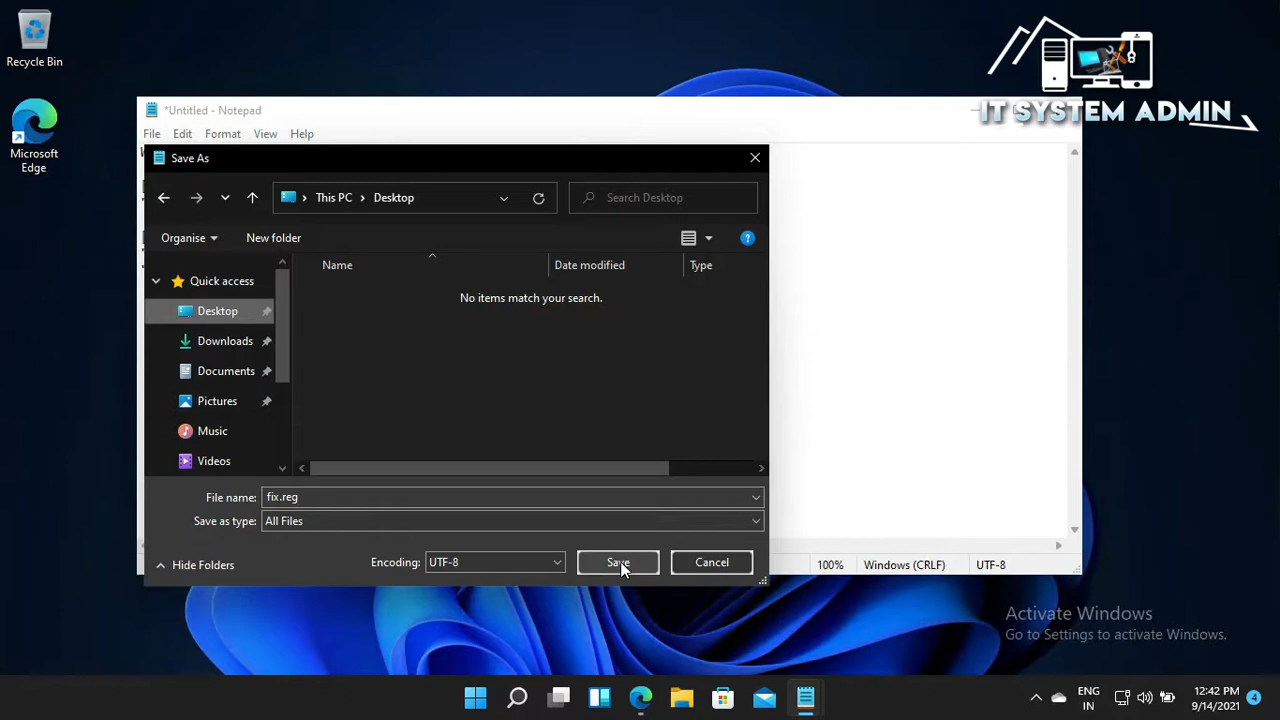 Recycle Bin
Microsoft
Edge
IT SYSTEM ADMIN
*Untitled - Notepad
File Edit Format View Help
Save As
This PC Desktop
Search Desktop
Organise New folder
?
Name Date modified Type
No items match your search.
Quick access
Desktop
Downloads
Documents
Pictures
Music
Videos
File name: fix.reg
Save as type: All Files
Hide Folders
Encoding: UTF-8
Save
Cancel
100% Windows (CRLF) UTF-8
Activate Windows
Go to Settings to activate Windows.
ENG
IN
12:42 PM
9/14/2021
4